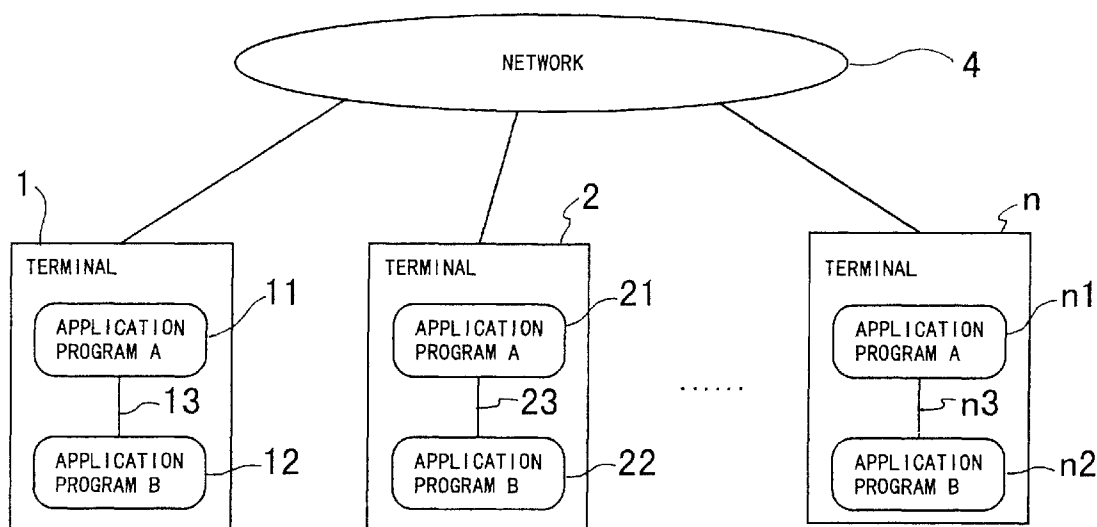 NETWORK
4
1
2
n
TERMINAL
TERMINAL
TERMINAL
11
21
n1
APPLICATION
PROGRAM A
APPLICATION
PROGRAM A
APPLICATION
PROGRAM A
13
23
......
n3
12
22
n2
APPLICATION
PROGRAM B
APPLICATION
PROGRAM B
APPLICATION
PROGRAM B